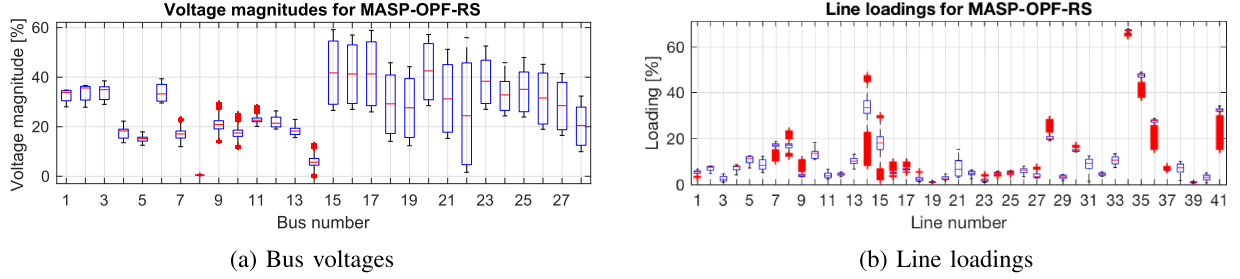 Voltage magnitudes for MASP-OPF-RS
Voltage magnitude [%]
60
40
20
0
1 3 5 7 9 11 13 15 17 19 21 23 25 27
Bus number
(a) Bus voltages
Line loadings for MASP-OPF-RS
Loading [%]
60
40
20
0
1 3 5 7 9 11 13 15 17 19 21 23 25 27 29 31 33 35 37 39 41
Line number
(b) Line loadings